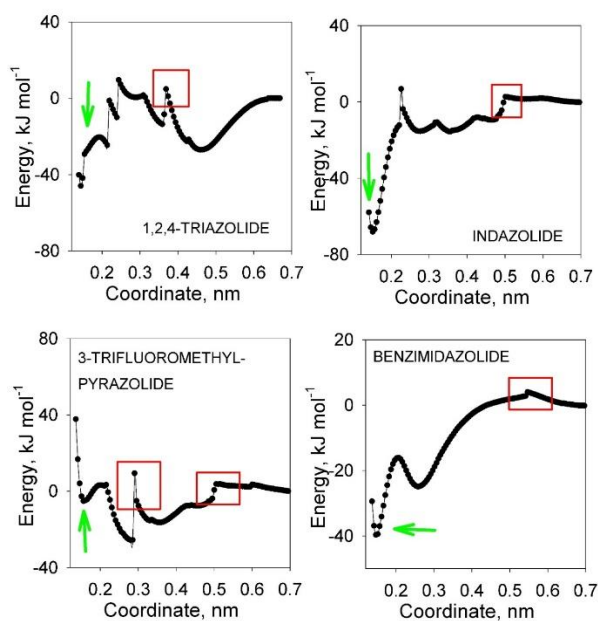 Energy, kJ mol-1
40
0
-40
-80
1,2,4-TRIAZOLIDE
0.2 0.3 0.4 0.5 0.6 0.7
Coordinate, nm
Energy, kJ mol-1
40
0
-40
-80
INDAZOLIDE
0.2 0.3 0.4 0.5 0.6 0.7
Coordinate, nm
Energy, kJ mol-1
80
40
0
-40
3-TRIFLUOROMETHYL-
PYRAZOLIDE
0.2 0.3 0.4 0.5 0.6 0.7
Coordinate, nm
Energy, kJ mol-1
20
0
-20
-40
BENZIMIDAZOLIDE
0.2 0.3 0.4 0.5 0.6 0.7
Coordinate, nm